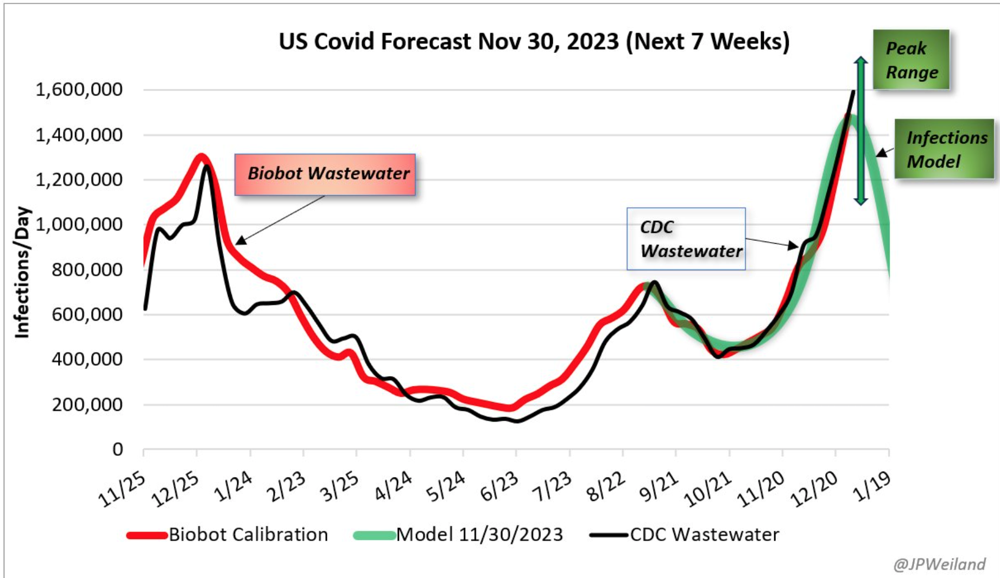 US Covid Forecast Nov 30, 2023 (Next 7 Weeks)
Peak
Range
1,600,000
1,400,000
Infections
Model
Biobot Wastewater
1,200,000
CDC
Wastewater
1,000,000
800,000
600,000
400,000
200,000
0
Infections/Day
11/25
12/25
1/24
2/23
3/25
4/24
5/24
6/23
7/23
8/22
9/21
10/21
11/20
12/20
1/19
Biobot Calibration
Model 11/30/2023
CDC Wastewater
@JPWeiland